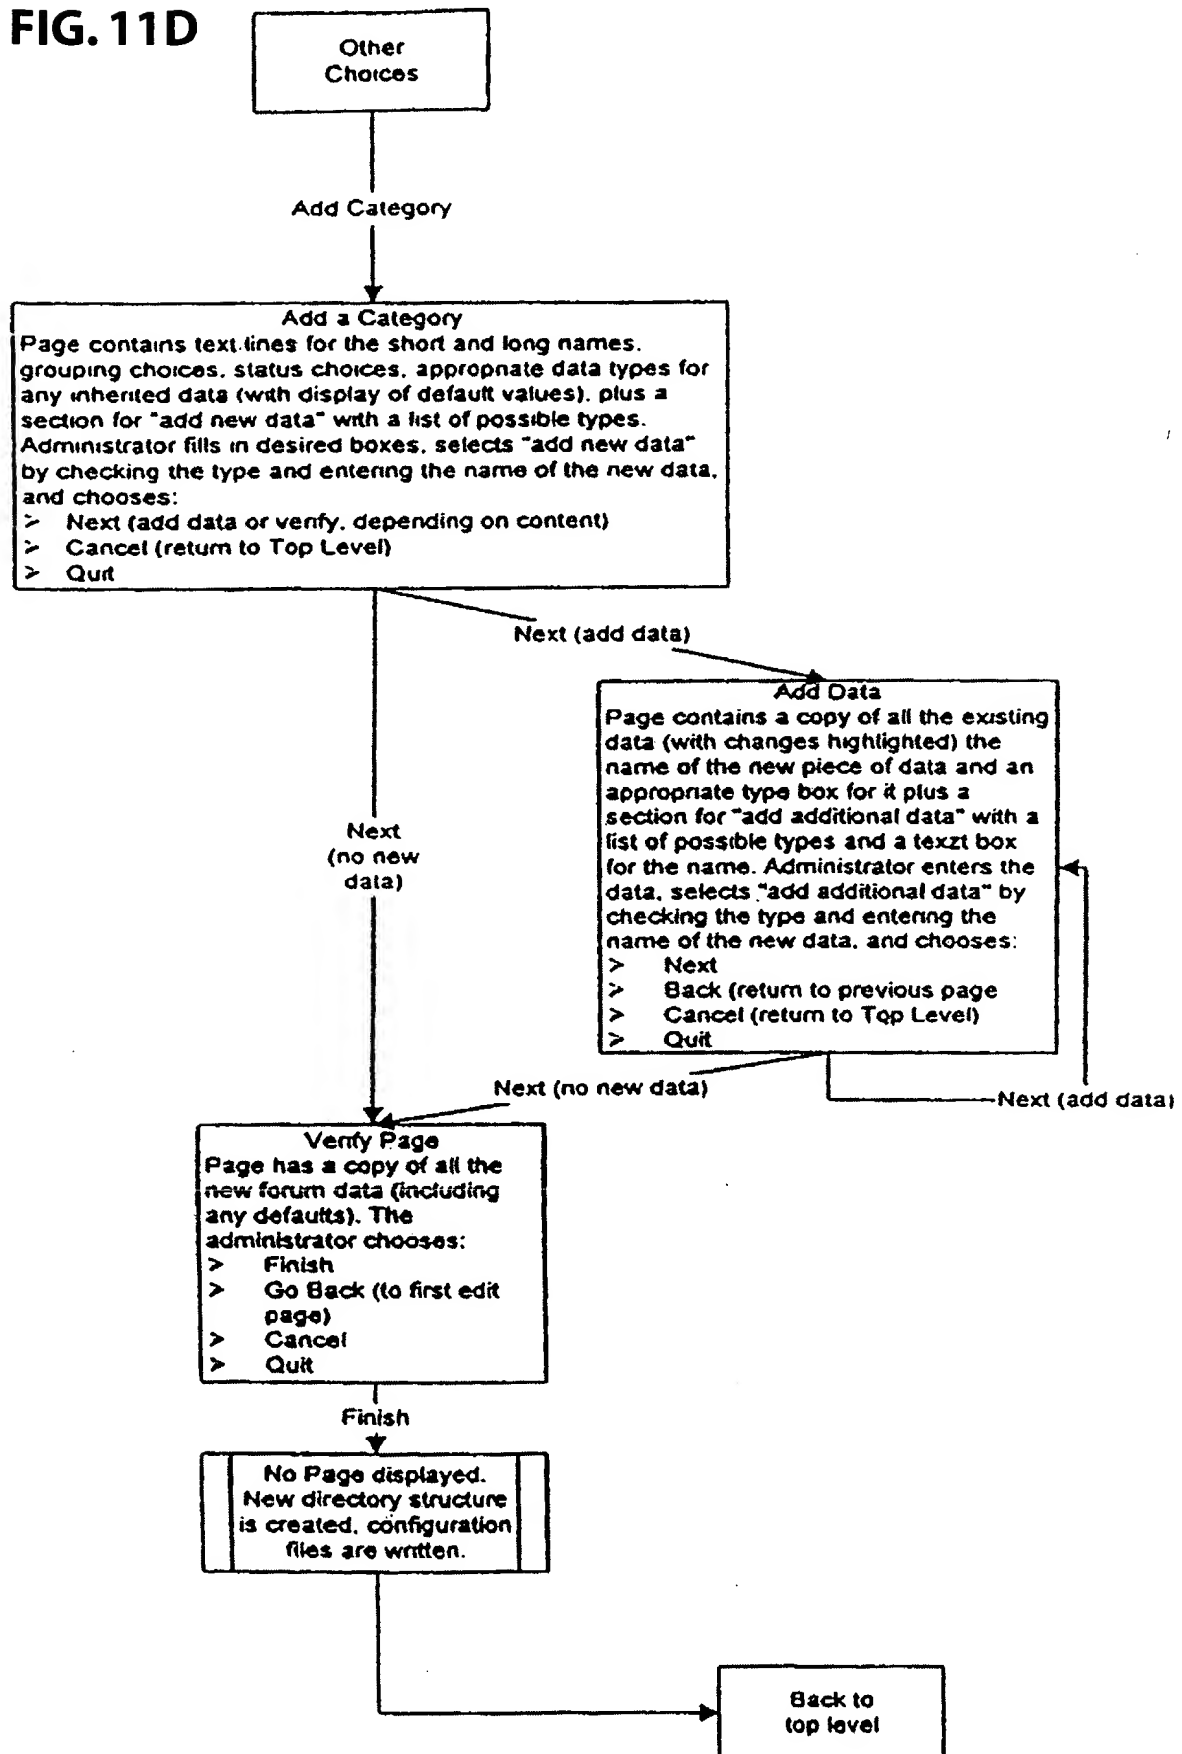 FIG. 11D
Other
Choices
Add Category
Add a Category
Page contains text lines for the short and long names,
grouping choices, status choices, appropriate data types for
any inherited data (with display of default values), plus a
section for "add new data" with a list of possible types.
Administrator fills in desired boxes, selects "add new data"
by checking the type and entering the name of the new data,
and chooses:
> Next (add data or verify, depending on content)
> Cancel (return to Top Level)
> Quit
Next (add data)
Add Data
Page contains a copy of all the existing
data (with changes highlighted) the
name of the new piece of data and an
appropriate type box for it plus a
section for "add additional data" with a
list of possible types and a texzt box
for the name. Administrator enters the
data, selects "add additional data" by
checking the type and entering the
name of the new data, and chooses:
> Next
> Back (return to previous page
> Cancel (return to Top Level)
> Quit
Next
(no new
data)
Next (no new data)
Next (add data)
Verify Page
Page has a copy of all the
new forum data (including
any defaults). The
administrator chooses:
> Finish
> Go Back (to first edit
page)
> Cancel
> Quit
Finish
No Page displayed.
New directory structure
is created, configuration
files are written.
Back to
top level